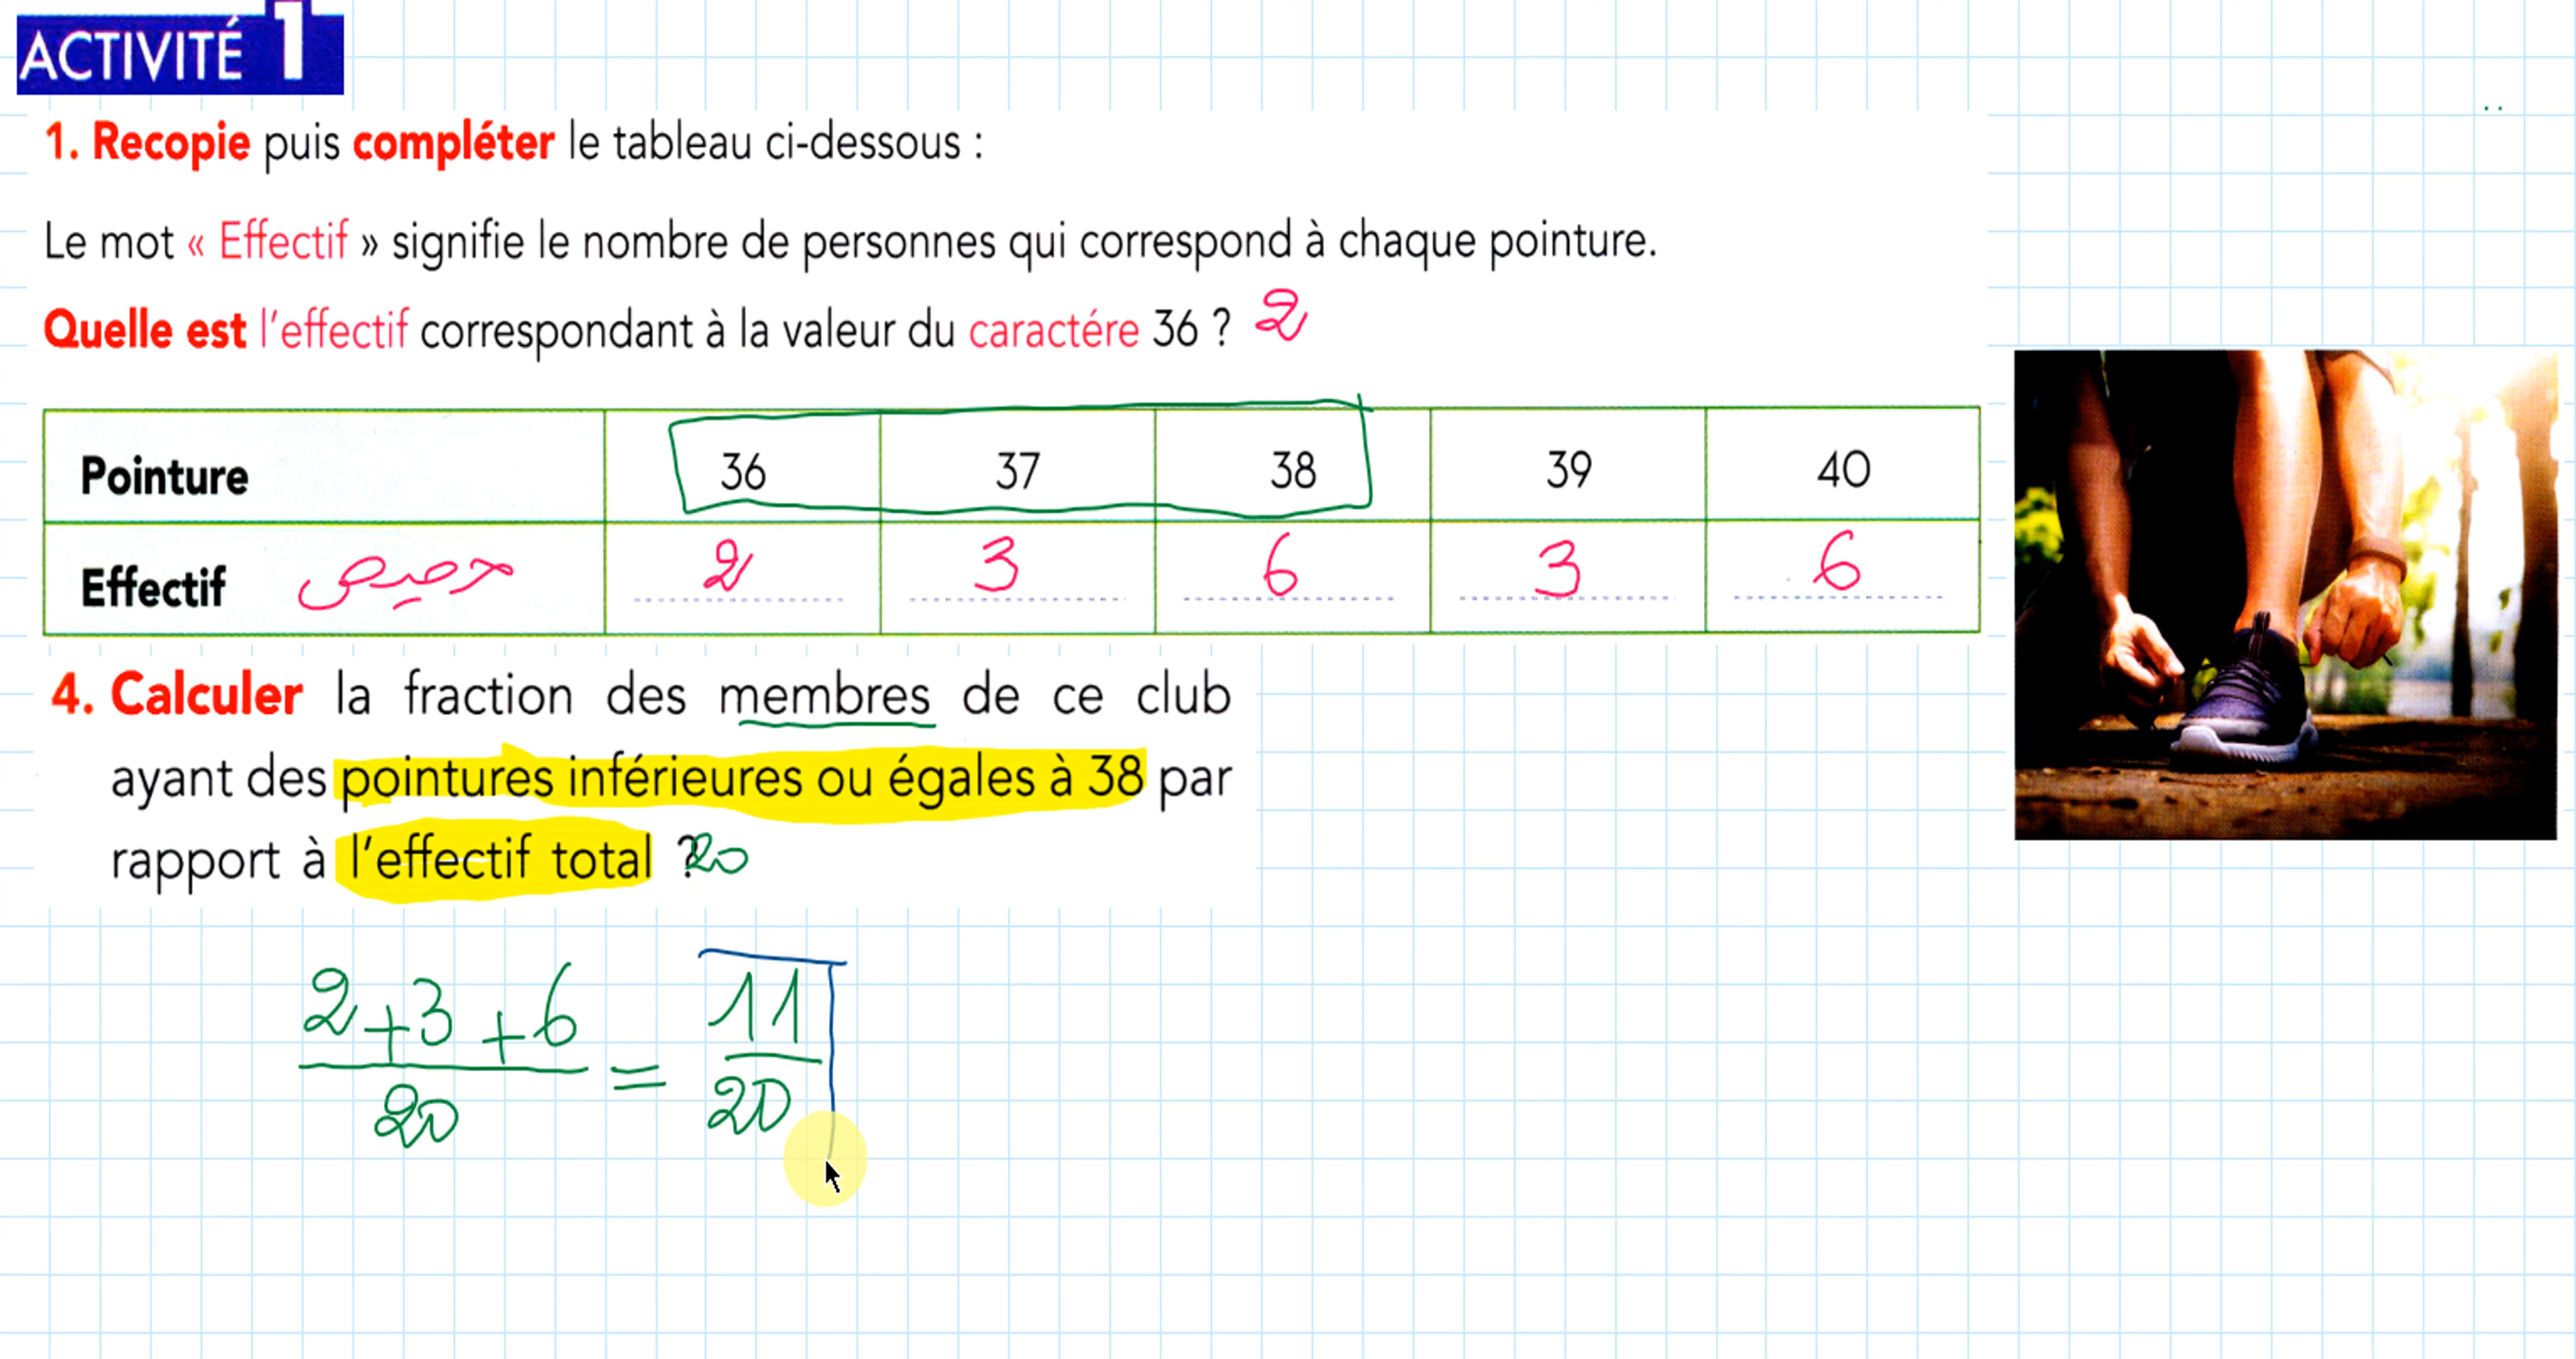 ACTIVITÉ 1
1. Recopie puis compléter le tableau ci-dessous :
Le mot « Effectif » signifie le nombre de personnes qui correspond à chaque pointure.
Quelle est l'effectif correspondant à la valeur du caractére 36 ? 2
Pointure 36 37 38 39 40
Effectif 2 3 6 3 6
4. Calculer la fraction des membres de ce club
ayant des pointures inférieures ou égales à 38 par
rapport à l'effectif total ? 20
2+3+6
20
=
11
20